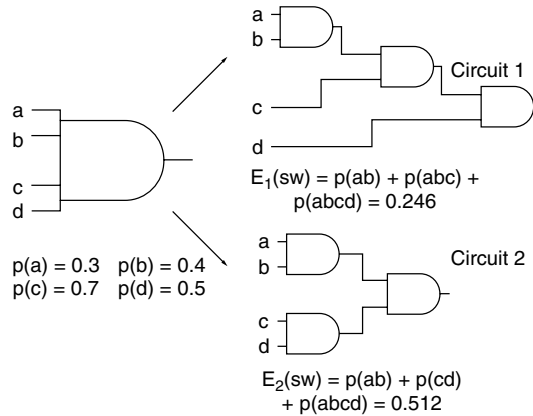 a
b
c
d
p(a) = 0.3 p(b) = 0.4
p(c) = 0.7 p(d) = 0.5
a
b
c
d
Circuit 1
E₁(sw) = p(ab) + p(abc) +
p(abcd) = 0.246
a
b
c
d
Circuit 2
E₂(sw) = p(ab) + p(cd)
+ p(abcd) = 0.512